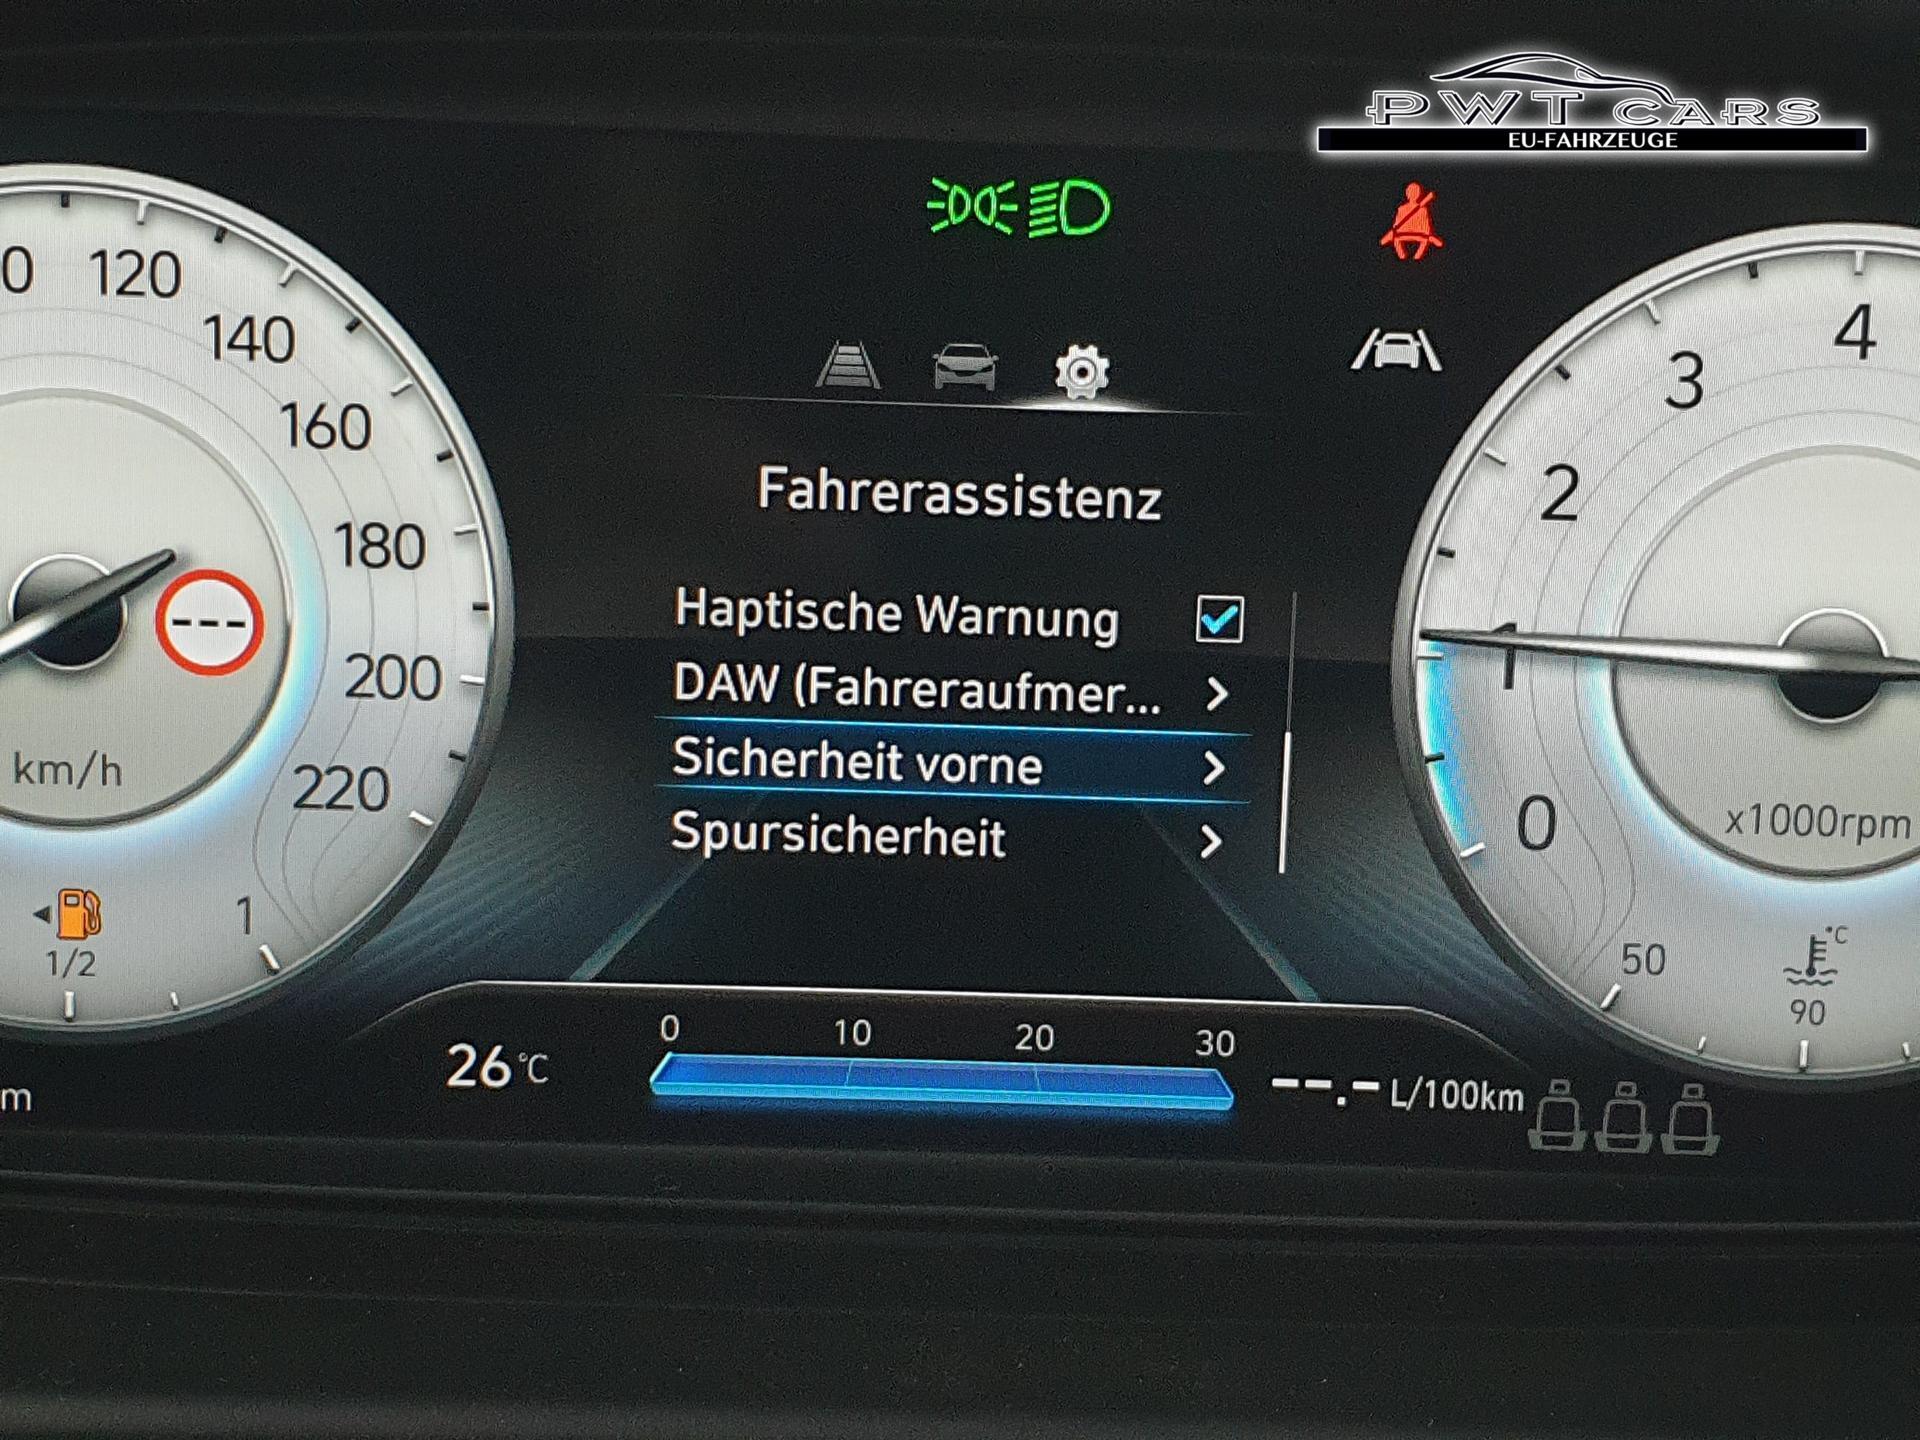 PWT CARS
EU-FAHRZEUGE
0
120
140
160
180
200
220
km/h
1
1/2
Fahrerassistenz
Haptische Warnung
DAW (Fahreraufmer...
Sicherheit vorne
Spursicherheit
4
3
2
1
0
x1000rpm
50
°C
90
26 °C
0 10 20 30
--.- L/100km
---
m